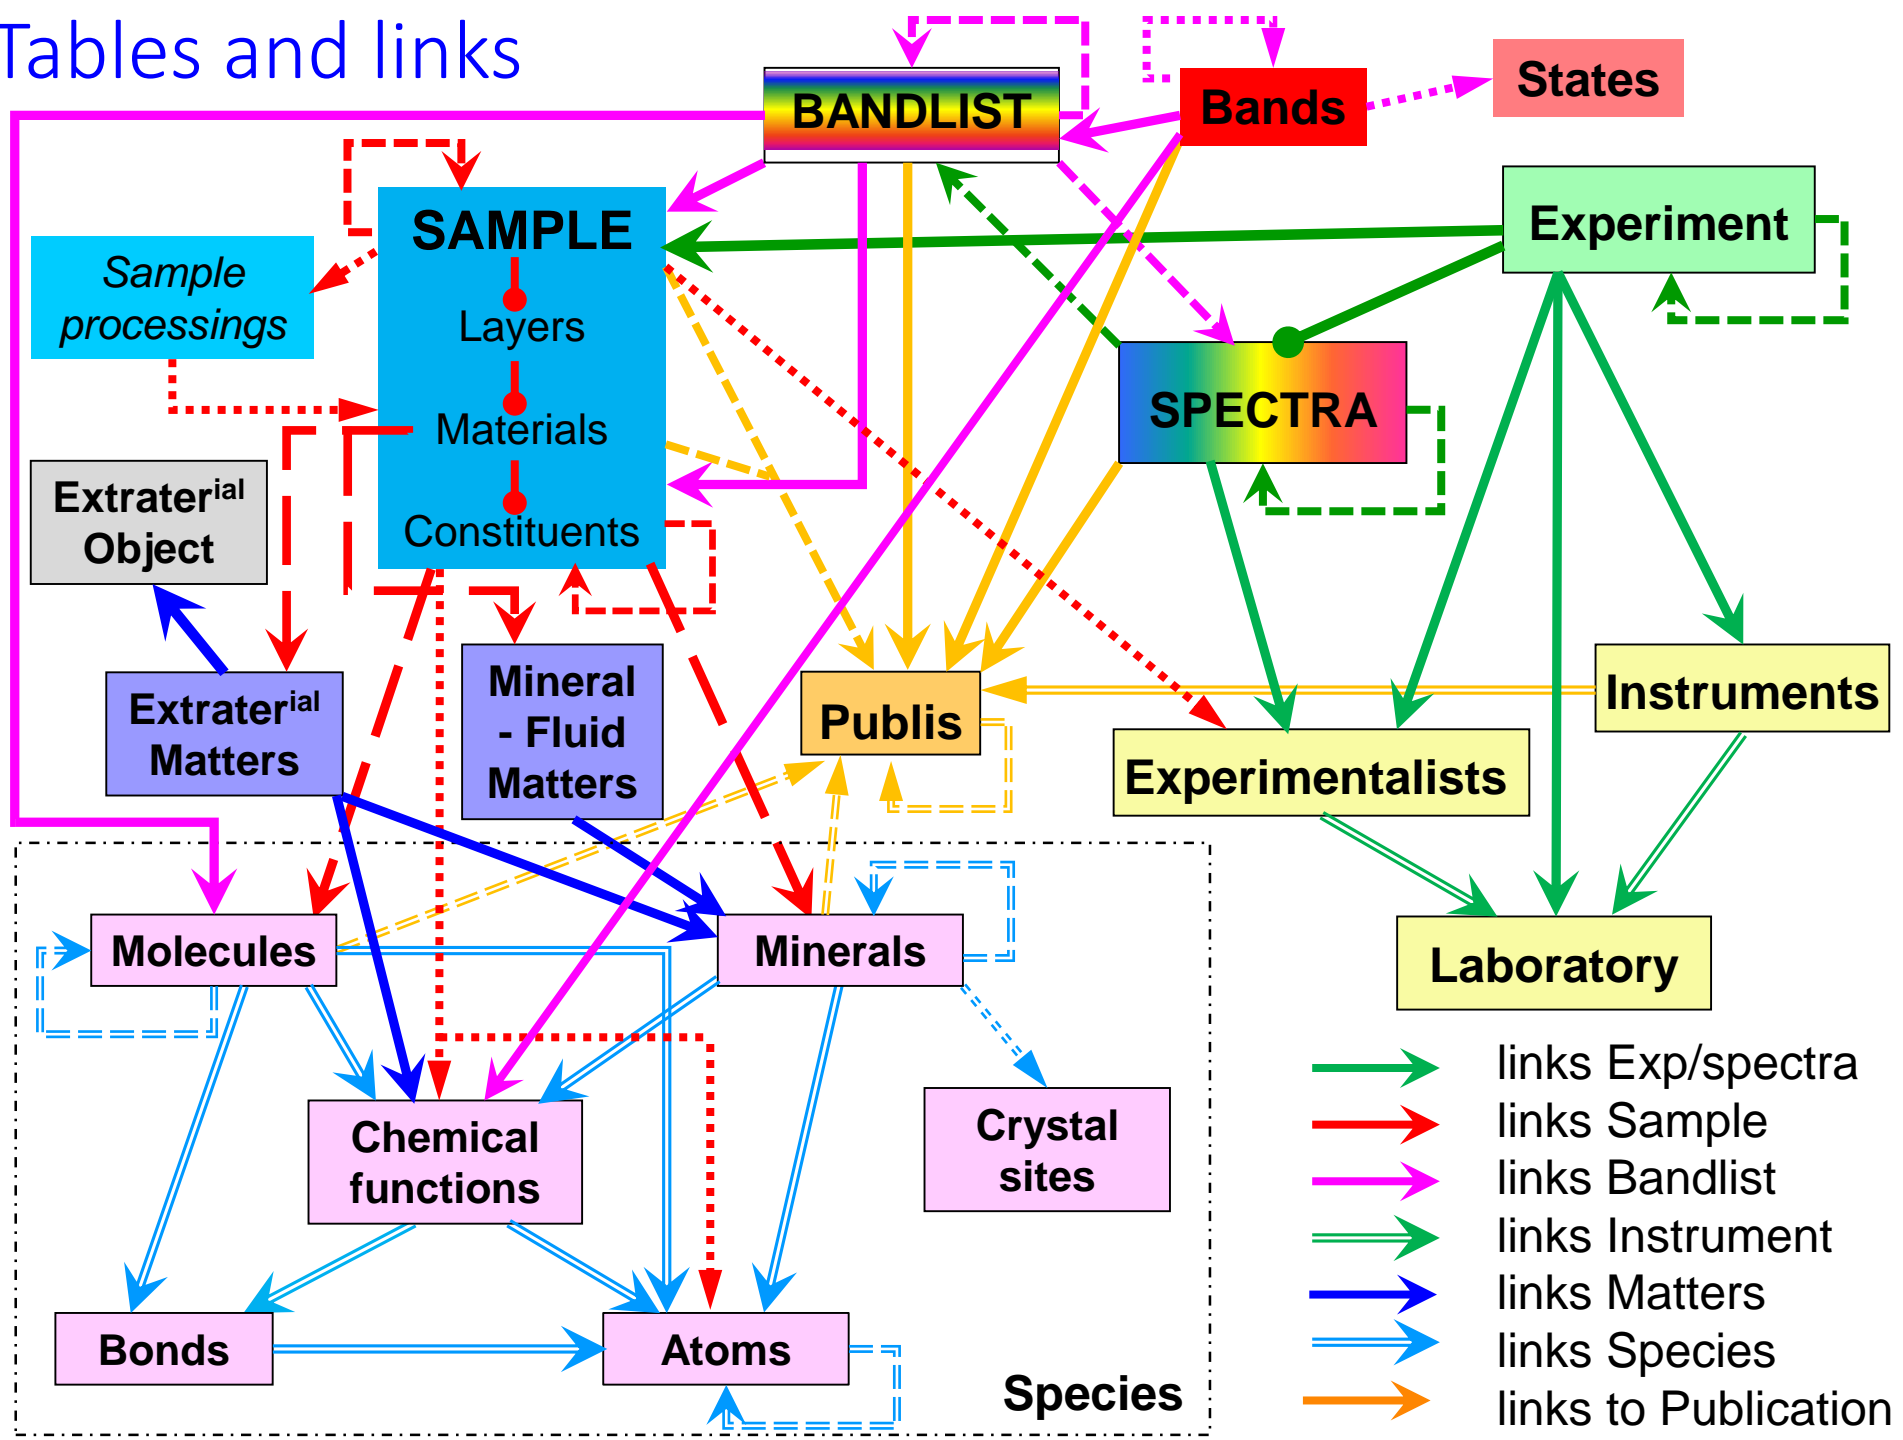 Tables and links
BANDLIST
Bands
States
SAMPLE
Layers
Materials
Constituents
Sample
processings
Experiment
SPECTRA
Extraterial
Object
Extraterial
Matters
Mineral
- Fluid
Matters
Publis
Instruments
Experimentalists
Laboratory
Molecules
Minerals
Chemical
functions
Crystal
sites
Bonds
Atoms
Species
links Exp/spectra
links Sample
links Bandlist
links Instrument
links Matters
links Species
links to Publication